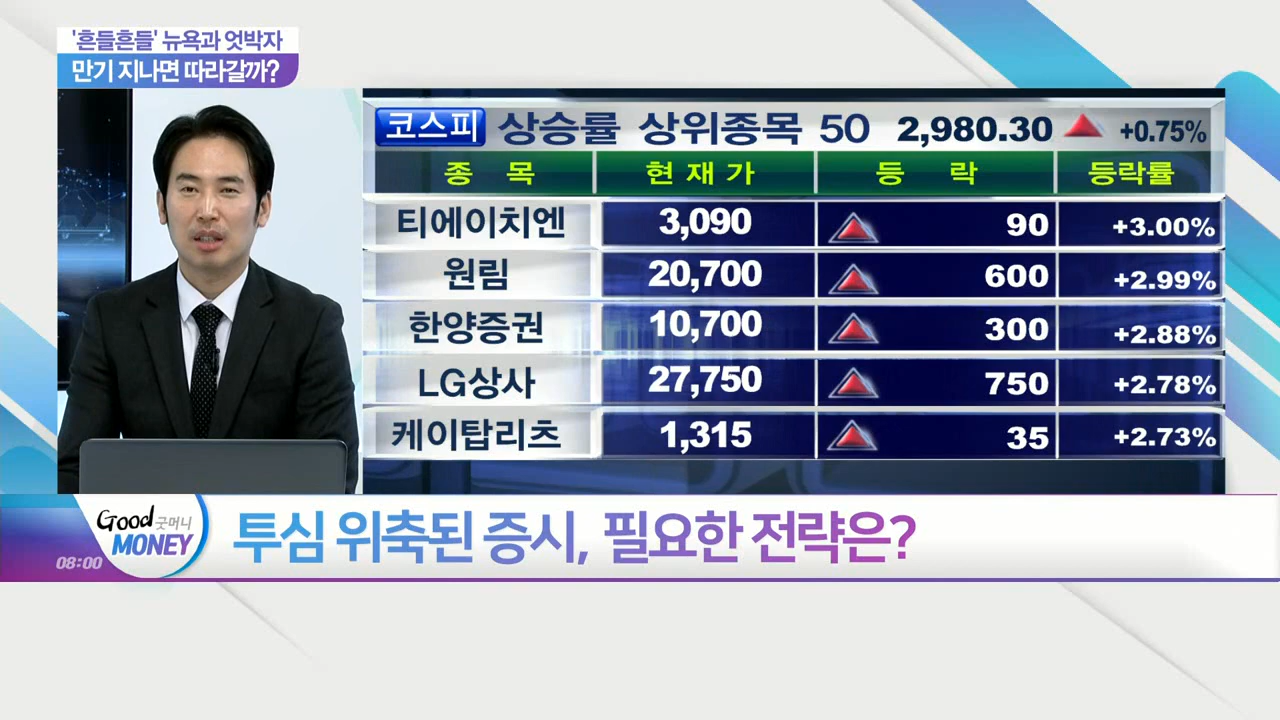 '흔들흔들' 뉴욕과 엇박자
만기 지나면 따라갈까?
코스피 상승률 상위종목 50 2,980.30 +0.75%
종 목 현 재 가 등 락 등락률
티에이치엔 3,090 90 +3.00%
원림 20,700 600 +2.99%
한양증권 10,700 300 +2.88%
LG상사 27,750 750 +2.78%
케이탑리츠 1,315 35 +2.73%
Good 굿머니
MONEY
08:00
투심 위축된 증시, 필요한 전략은?